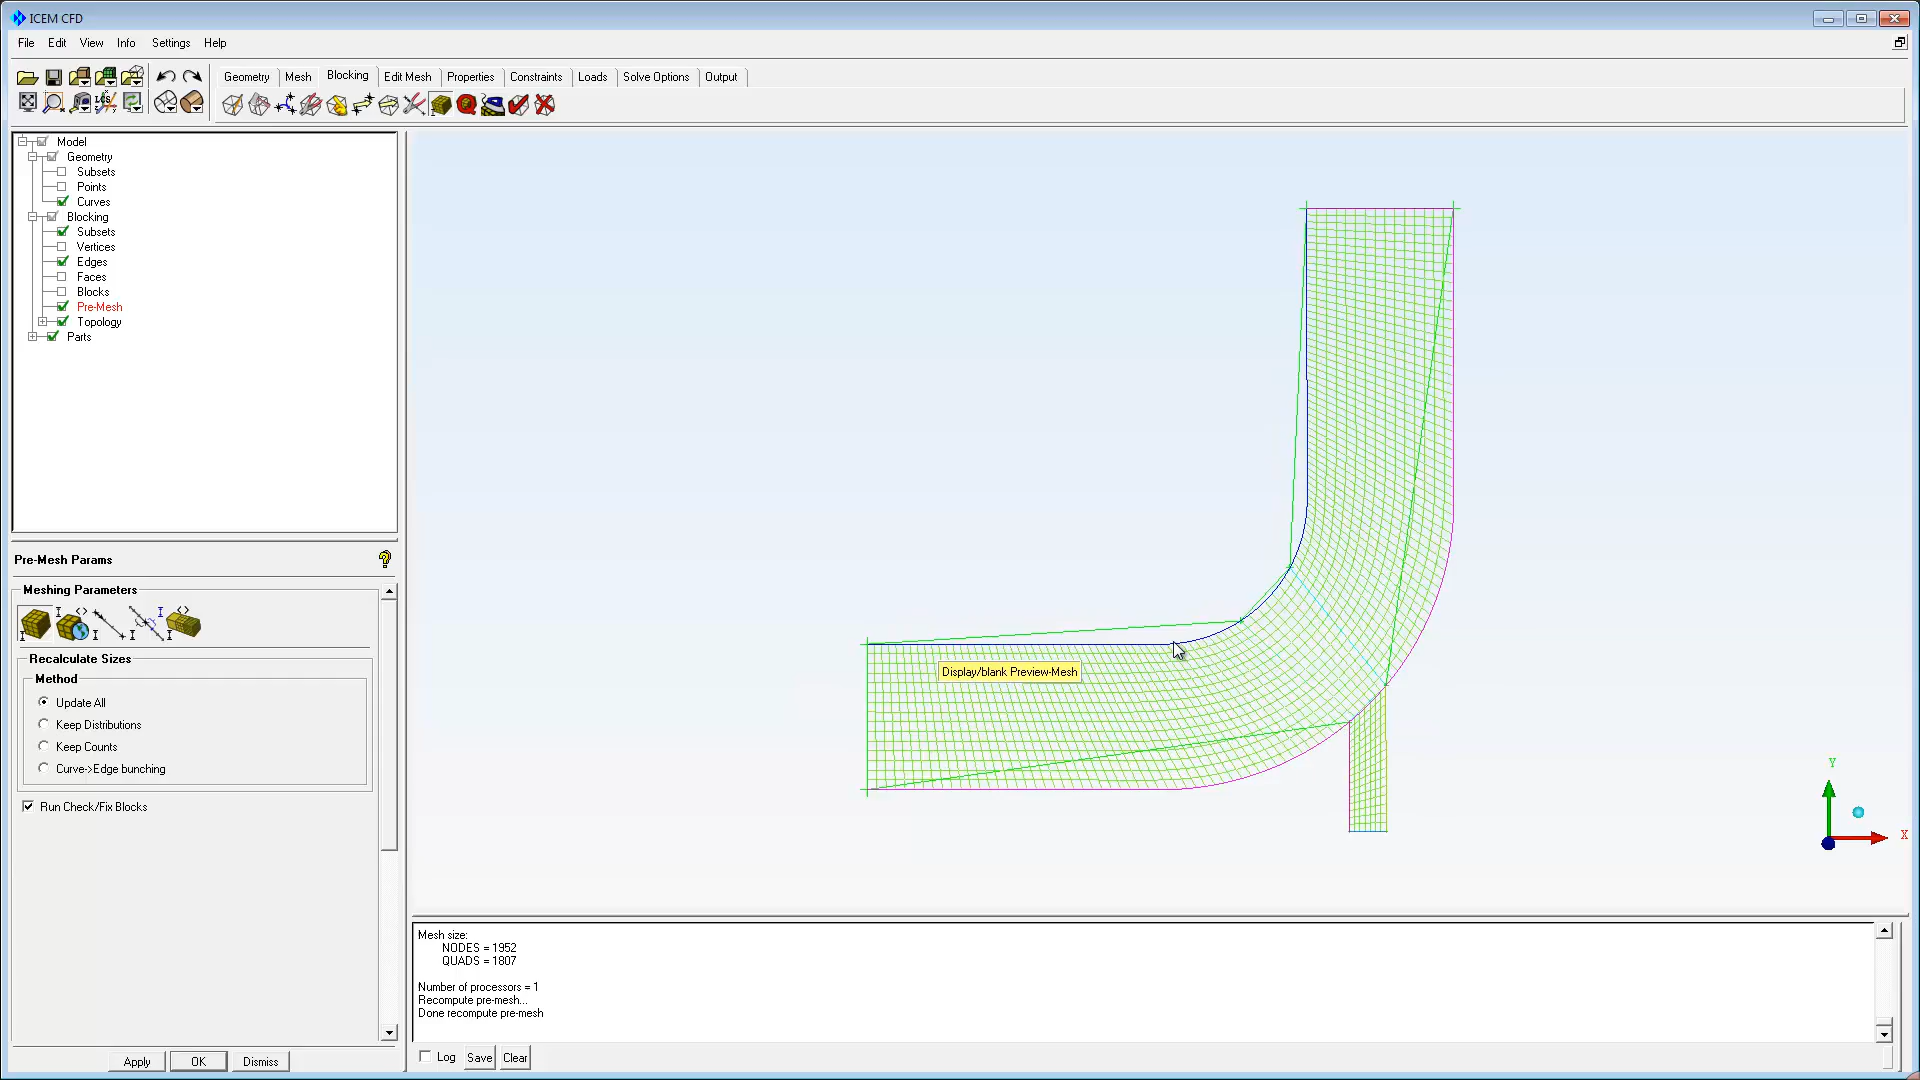 ICEM CFD
File Edit View Info Settings Help
Geometry Mesh Blocking Edit Mesh Properties Constraints Loads Solve Options Output
LCS
Model
Geometry
Subsets
Points
Curves
Blocking
Subsets
Vertices
Edges
Faces
Blocks
Pre-Mesh
Topology
Parts
Pre-Mesh Params
Meshing Parameters
Recalculate Sizes
Method
Update All
Keep Distributions
Keep Counts
Curve->Edge bunching
Run Check/Fix Blocks
Apply OK Dismiss
Display/blank Preview-Mesh
Y
X
Mesh size:
NODES = 1952
QUADS = 1807
Number of processors = 1
Recompute pre-mesh...
Done recompute pre-mesh
Log Save Clear